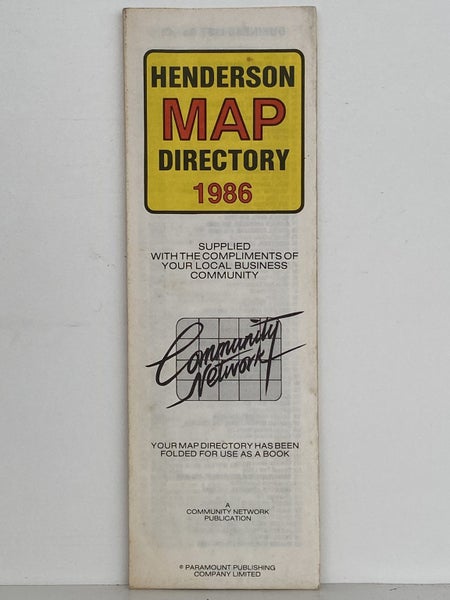 HENDERSON
MAP
DIRECTORY
1986
SUPPLIED
WITH THE COMPLIMENTS OF
YOUR LOCAL BUSINESS
COMMUNITY
Community
Network
YOUR MAP DIRECTORY HAS BEEN
FOLDED FOR USE AS A BOOK
A
COMMUNITY NETWORK
PUBLICATION
© PARAMOUNT PUBLISHING
COMPANY LIMITED